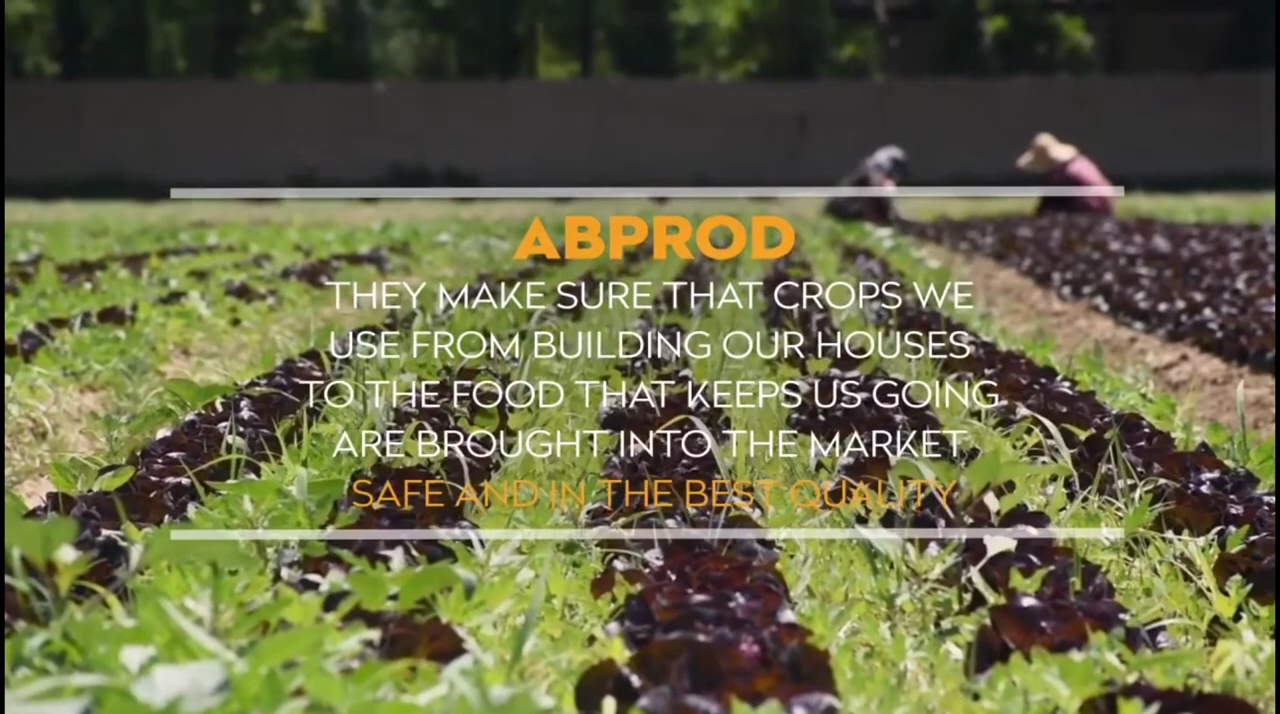 ABPROD
THEY MAKE SURE THAT CROPS WE
USE FROM BUILDING OUR HOUSES
TO THE FOOD THAT KEEPS US GOING
ARE BROUGHT INTO THE MARKET
SAFE AND IN THE BEST QUALITY